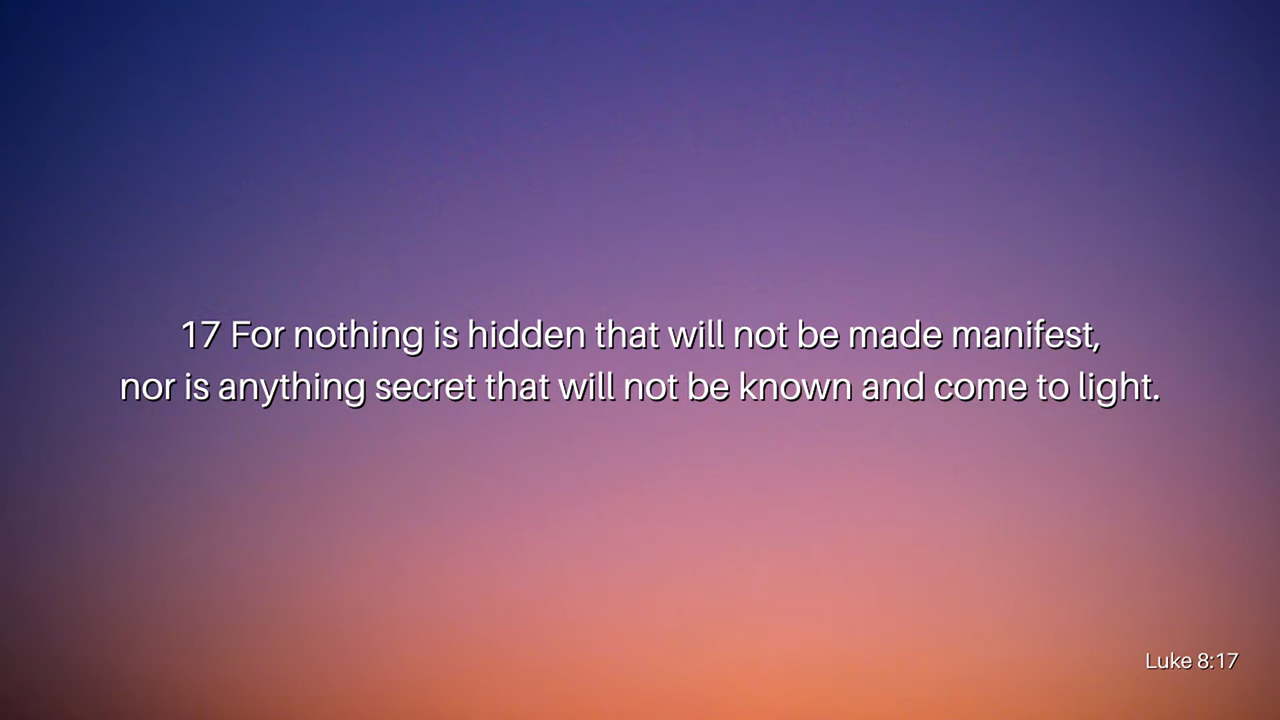 17 For nothing is hidden that will not be made manifest,
nor is anything secret that will not be known and come to light.
Luke 8:17